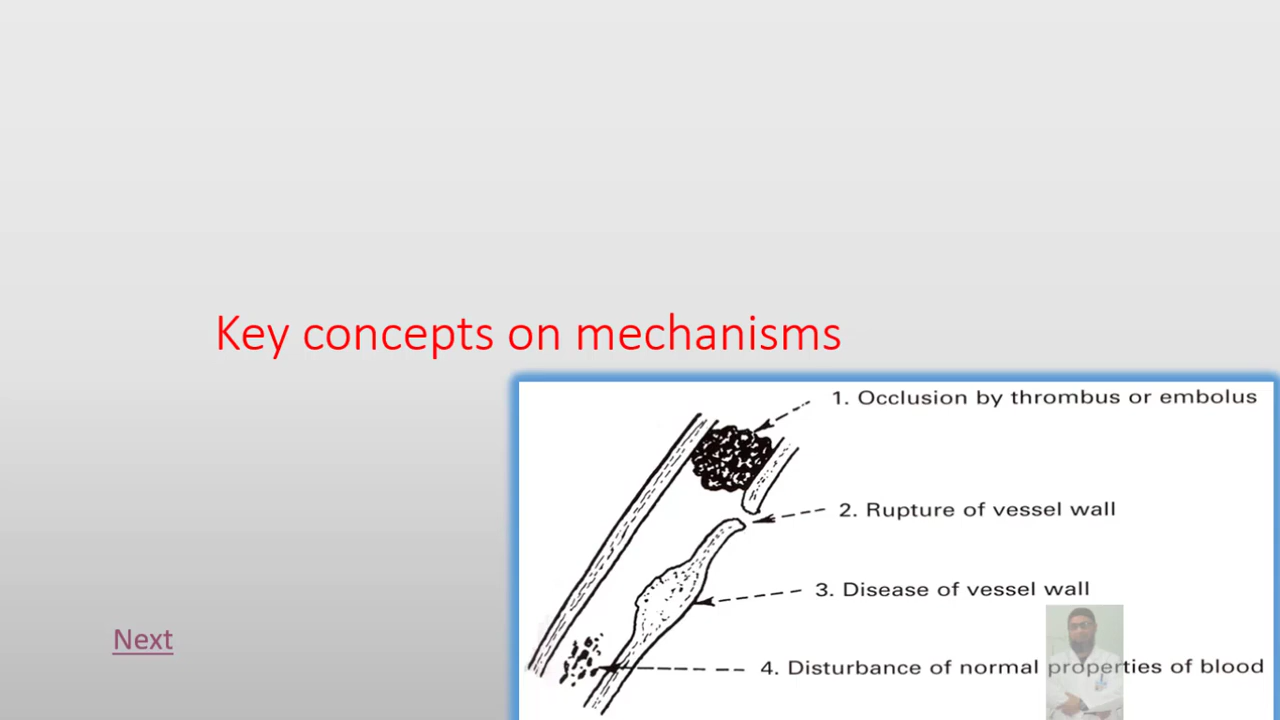 Key concepts on mechanisms
1. Occlusion by thrombus or embolus
2. Rupture of vessel wall
3. Disease of vessel wall
Next
4. Disturbance of normal properties of blood